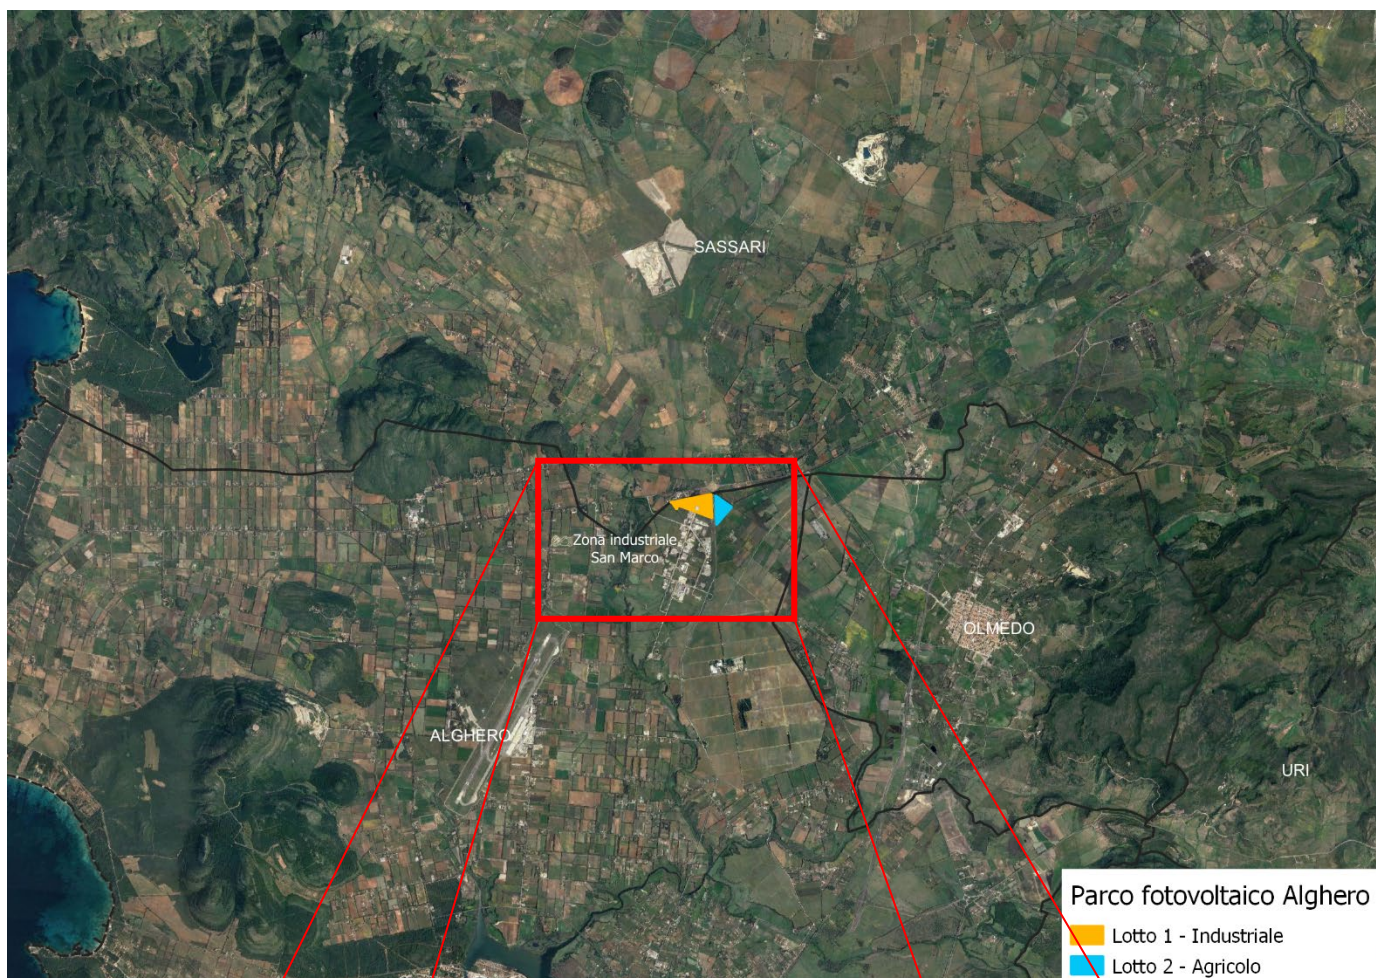 SASSARI
Zona industriale
San Marco
OLMEDO
ALGHERO
URI
Parco fotovoltaico Alghero
Lotto 1 - Industriale
Lotto 2 - Agricolo